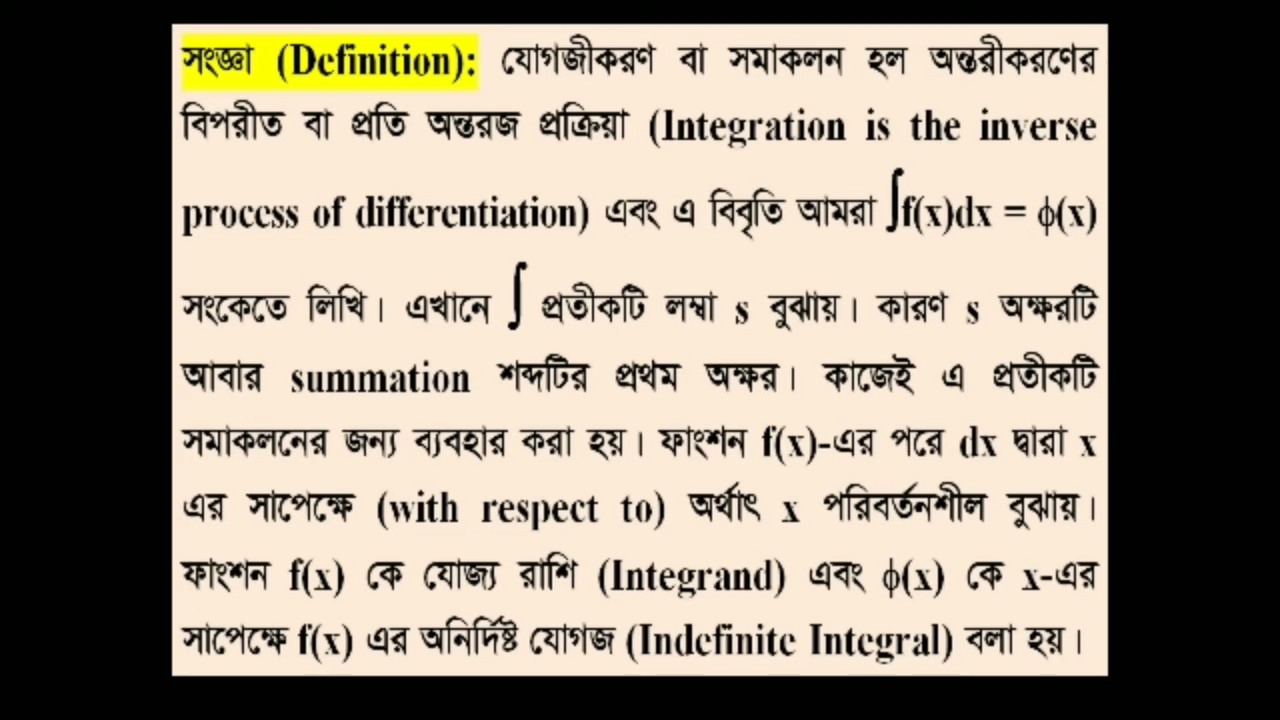 সংজ্ঞা (Definition): যোগজীকরণ বা সমাকলন হল অন্তরীকরণের
বিপরীত বা প্রতি অন্তরজ প্রক্রিয়া (Integration is the inverse
process of differentiation) এবং এ বিবৃতি আমরা ∫f(x)dx = ϕ(x)
সংকেতে লিখি। এখানে ∫ প্রতীকটি লম্বা s বুঝায়। কারণ s অক্ষরটি
আবার summation শব্দটির প্রথম অক্ষর। কাজেই এ প্রতীকটি
সমাকলনের জন্য ব্যবহার করা হয়। ফাংশন f(x)-এর পরে dx দ্বারা x
এর সাপেক্ষে (with respect to) অর্থাৎ x পরিবর্তনশীল বুঝায়।
ফাংশন f(x) কে যোজ্য রাশি (Integrand) এবং ϕ(x) কে x-এর
সাপেক্ষে f(x) এর অনির্দিষ্ট যোগজ (Indefinite Integral) বলা হয়।